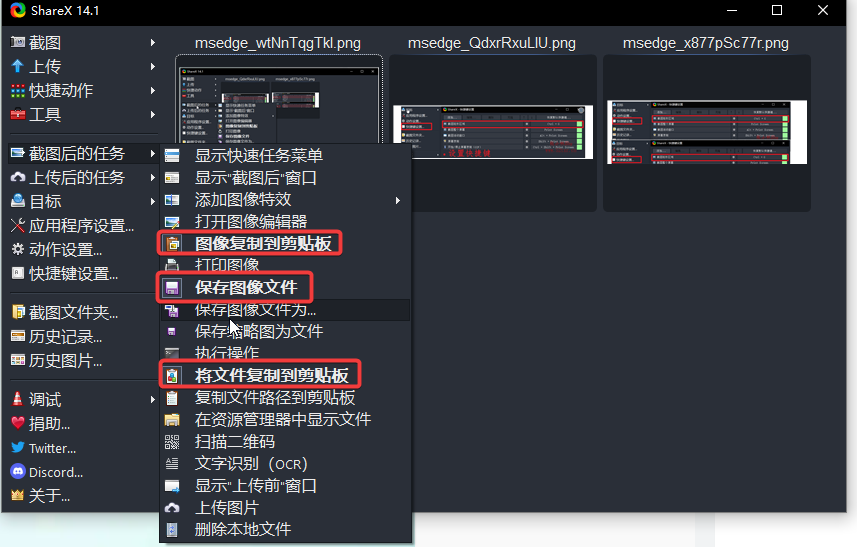 ShareX 14.1
截图
上传
快捷动作
工具
截图后的任务
上传后的任务
目标
应用程序设置...
动作设置...
快捷键设置...
截图文件夹...
历史记录...
历史图片...
调试
捐助...
Twitter...
Discord...
关于...
msedge_wtNnTqgTkl.png
msedge_QdxrRxuLlU.png
msedge_x877pSc77r.png
显示快速任务菜单
显示"截图后"窗口
添加图像特效
打开图像编辑器
图像复制到剪贴板
打印图像
保存图像文件
保存图像文件为...
保存缩略图为文件
执行操作
将文件复制到剪贴板
复制文件路径到剪贴板
在资源管理器中显示文件
扫描二维码
文字识别（OCR）
显示"上传前"窗口
上传图片
删除本地文件
设置快捷键